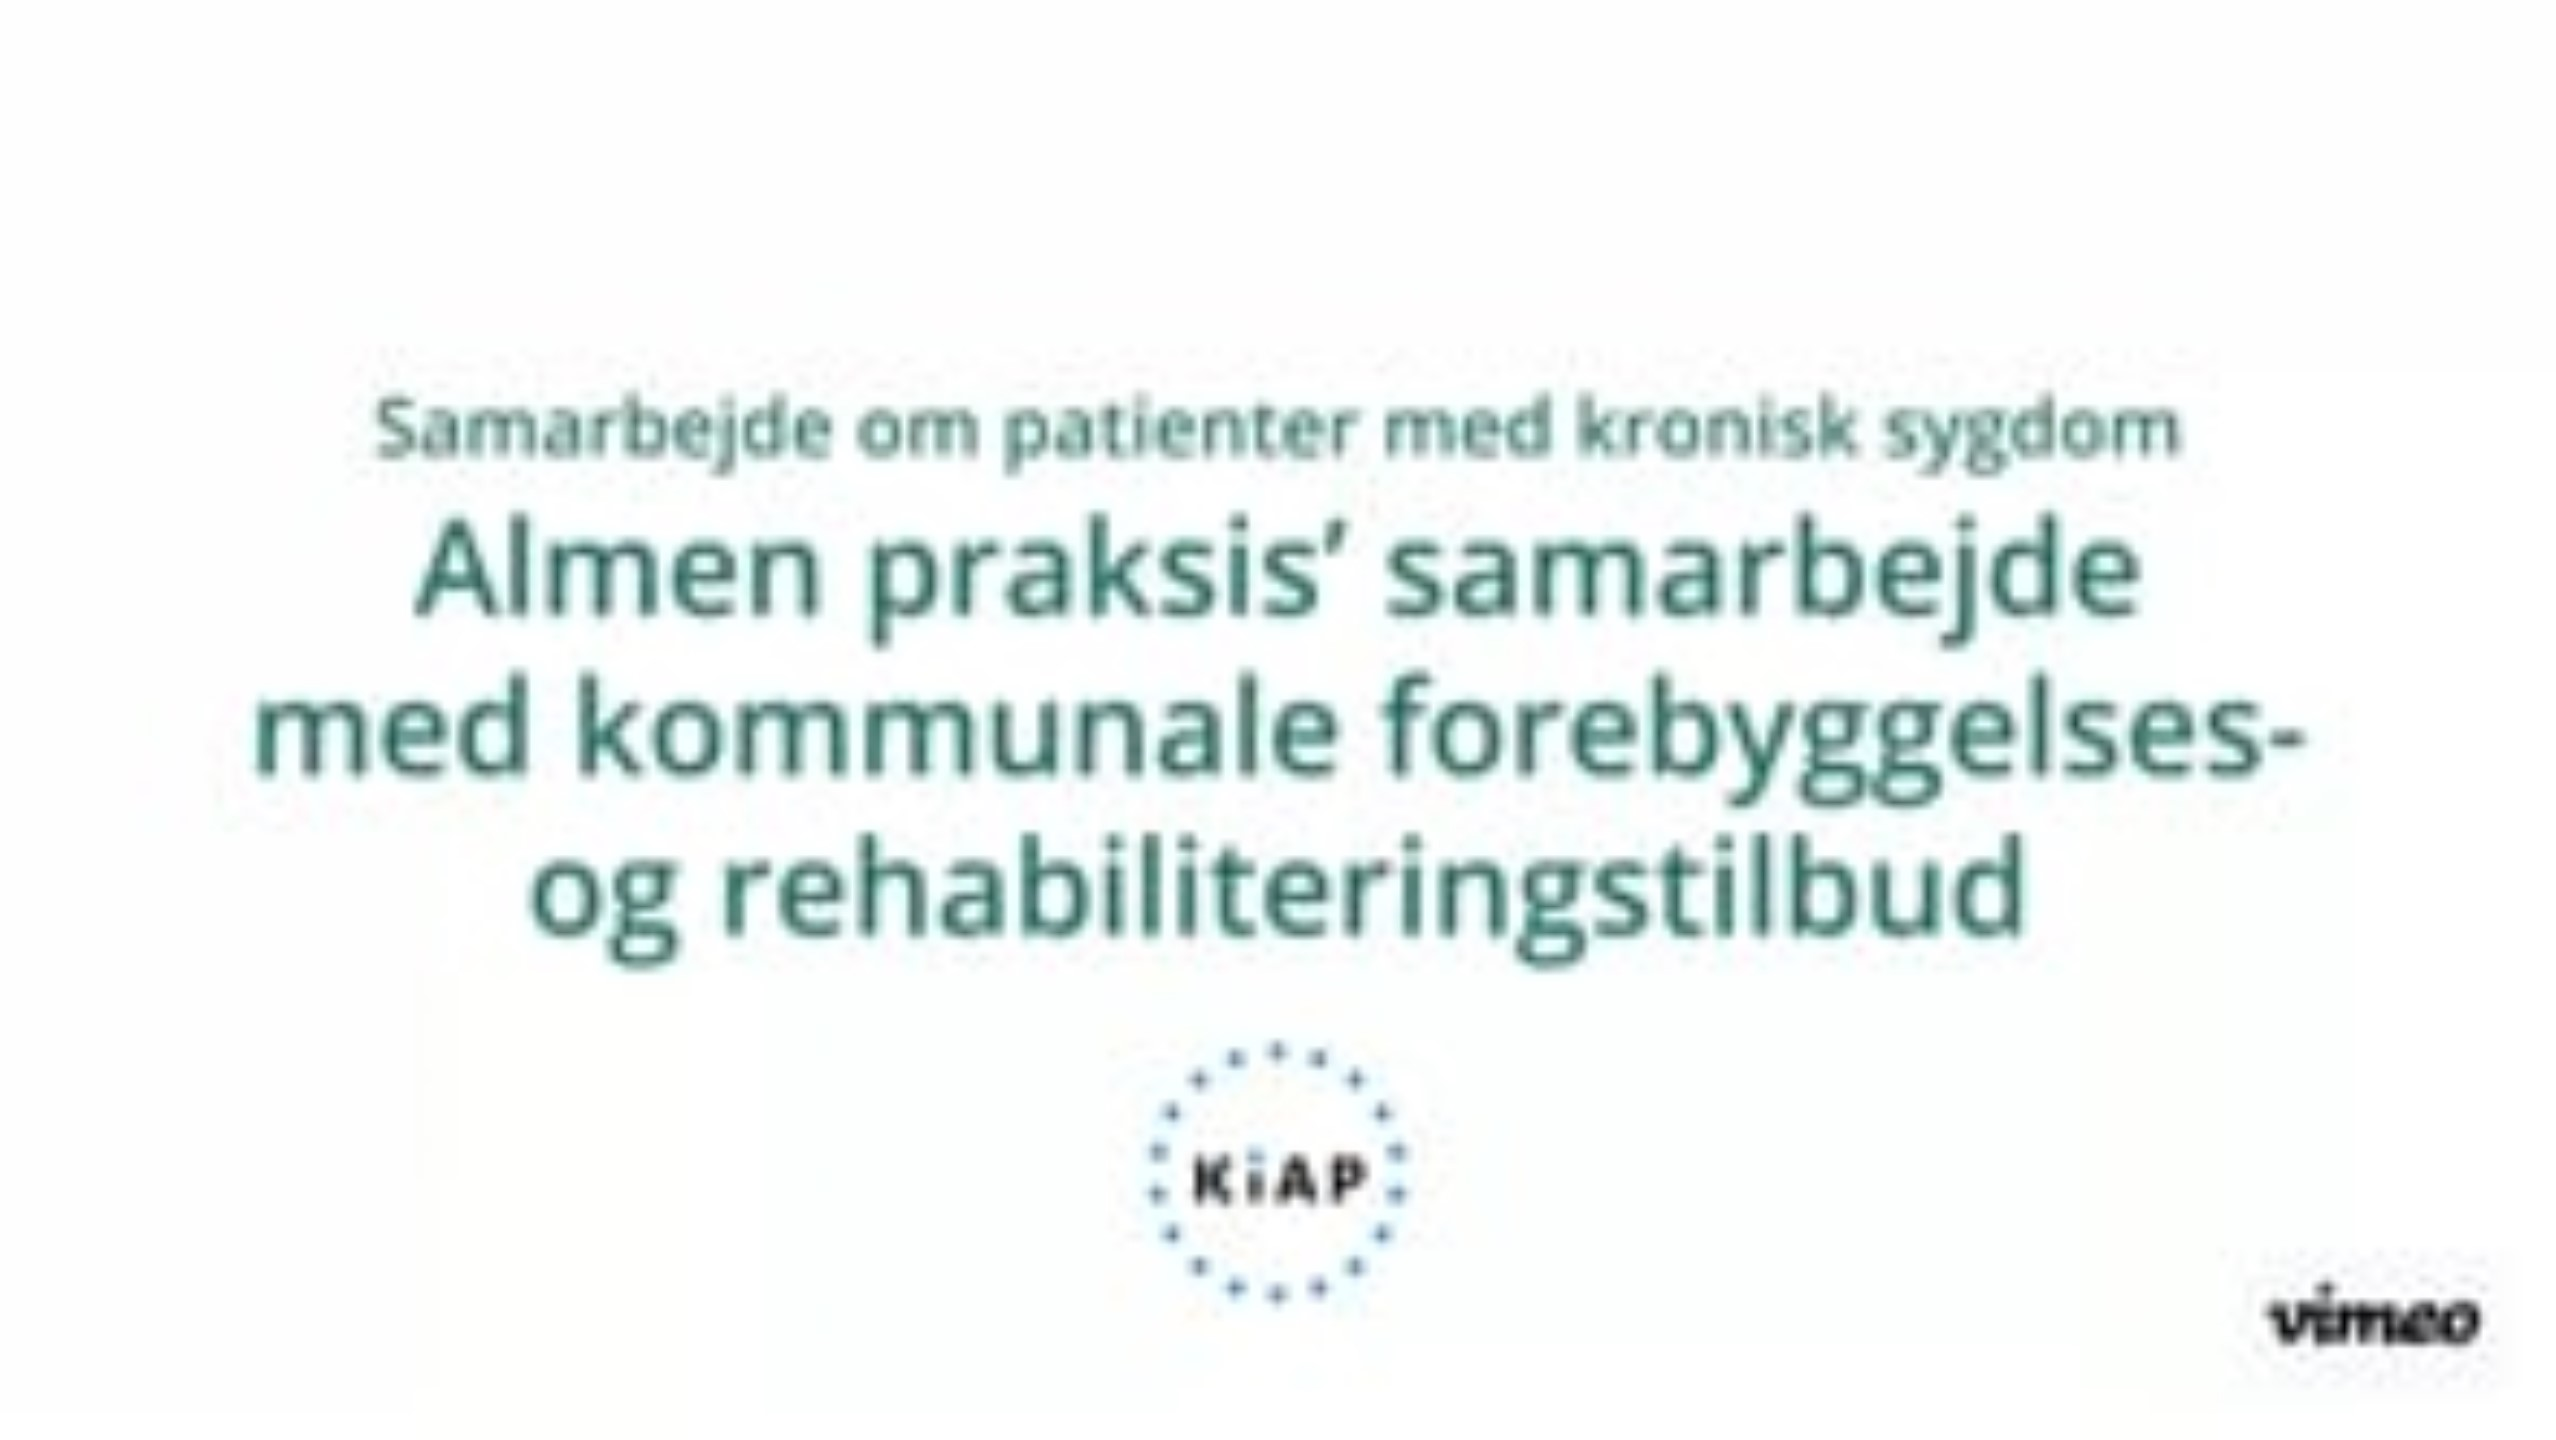 Samarbejde om patienter med kronisk sygdom
Almen praksis’ samarbejde
med kommunale forebyggelses-
og rehabiliteringstilbud
KiAP
vimeo